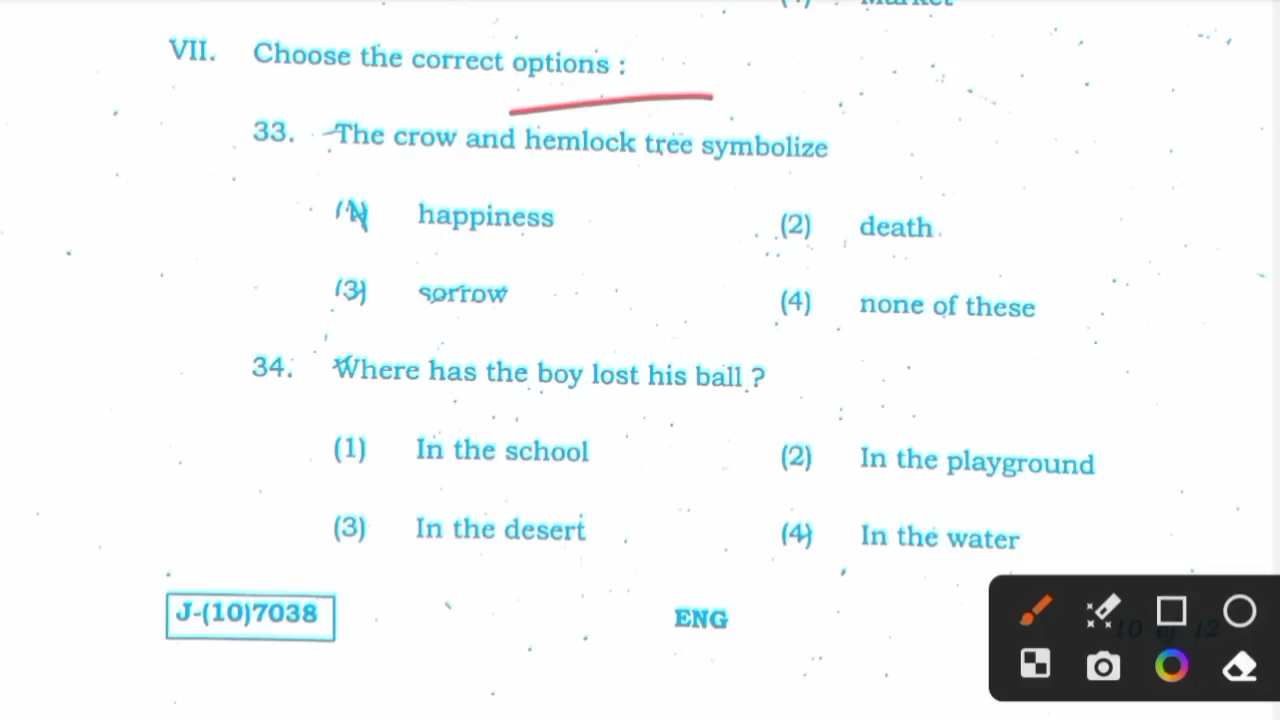 VII. Choose the correct options :
33. The crow and hemlock tree symbolize
(1) happiness (2) death
(3) sorrow (4) none of these
34. Where has the boy lost his ball ?
(1) In the school (2) In the playground
(3) In the desert (4) In the water
J-(10)7038 ENG